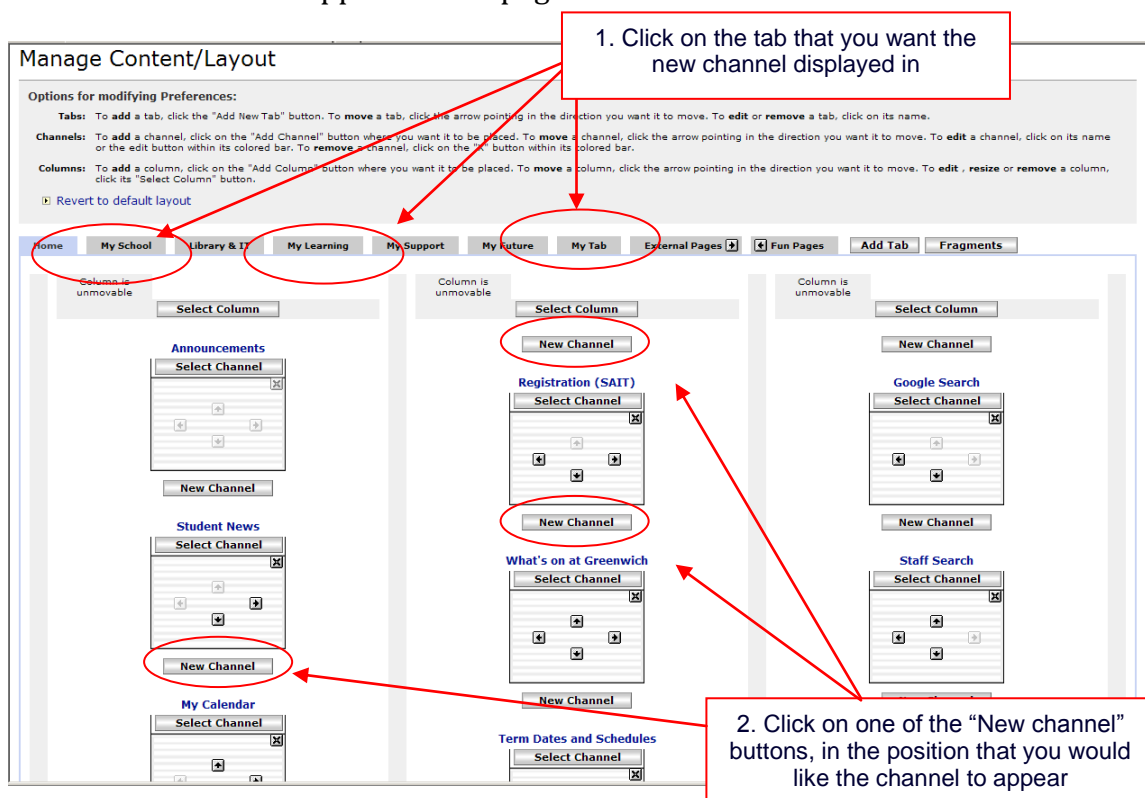 1. Click on the tab that you want the
new channel displayed in
Manage Content/Layout
Options for modifying Preferences:
Tabs: To add a tab, click the "Add New Tab" button. To move a tab, click the arrow pointing in the direction you want it to move. To edit or remove a tab, click on its name.
Channels: To add a channel, click on the "Add Channel" button where you want it to be placed. To move a channel, click the arrow pointing in the direction you want it to move. To edit a channel, click on its name
or the edit button within its colored bar. To remove a channel, click on the "X" button within its colored bar.
Columns: To add a column, click on the "Add Column" button where you want it to be placed. To move a column, click the arrow pointing in the direction you want it to move. To edit , resize or remove a column,
click its "Select Column" button.
Revert to default layout
Home My School Library & IT My Learning My Support My Future My Tab External Pages Fun Pages Add Tab Fragments
Column is
unmovable
Select Column
Announcements
Select Channel
New Channel
Student News
Select Channel
New Channel
My Calendar
Select Channel
Column is
unmovable
Select Column
New Channel
Registration (SAIT)
Select Channel
New Channel
What's on at Greenwich
Select Channel
New Channel
Term Dates and Schedules
Select Channel
Column is
unmovable
Select Column
New Channel
Google Search
Select Channel
New Channel
Staff Search
Select Channel
2. Click on one of the “New channel”
buttons, in the position that you would
like the channel to appear